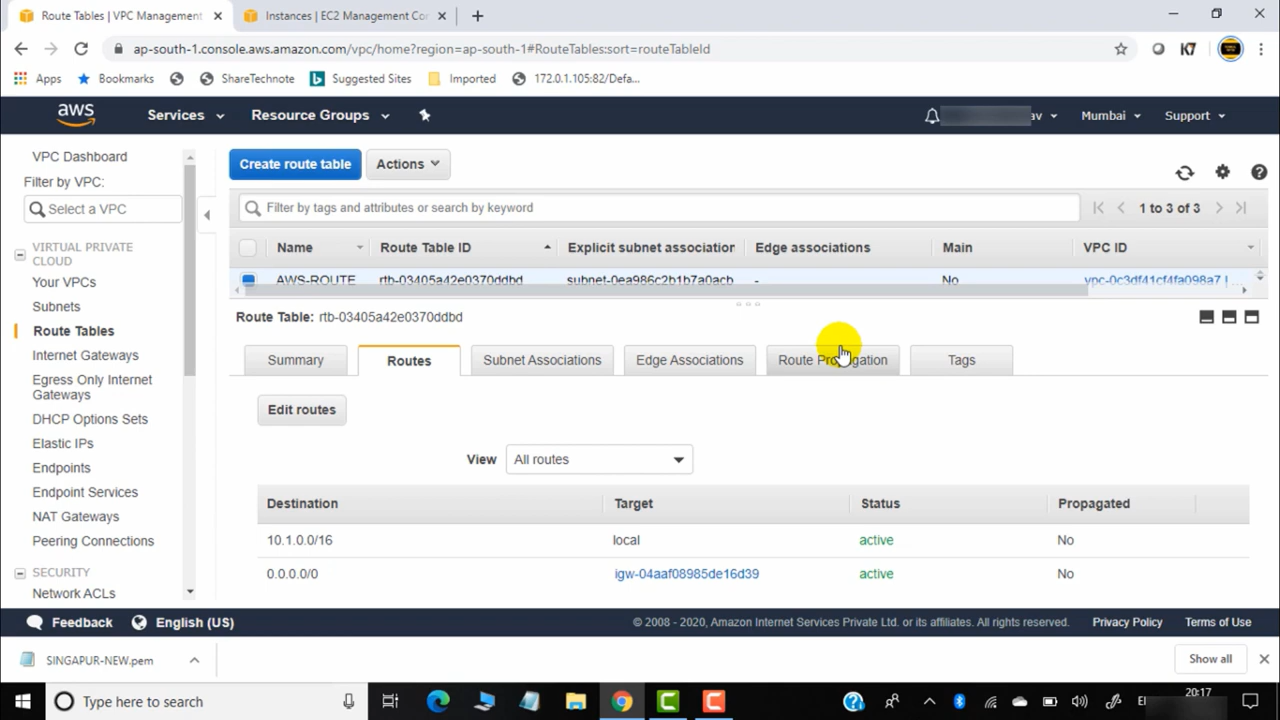 Route Tables | VPC Management
Instances | EC2 Management Con
ap-south-1.console.aws.amazon.com/vpc/home?region=ap-south-1#RouteTables:sort=routeTableId
K7
Apps
Bookmarks
ShareTechnote
Suggested Sites
Imported
172.0.1.105:82/Defa...
aws
Services
Resource Groups
av
Mumbai
Support
VPC Dashboard
Filter by VPC:
Select a VPC
VIRTUAL PRIVATE
CLOUD
Your VPCs
Subnets
Route Tables
Internet Gateways
Egress Only Internet
Gateways
DHCP Options Sets
Elastic IPs
Endpoints
Endpoint Services
NAT Gateways
Peering Connections
SECURITY
Network ACLs
Create route table
Actions
Filter by tags and attributes or search by keyword
1 to 3 of 3
Name Route Table ID Explicit subnet association Edge associations Main VPC ID
AWS-ROUTE rtb-03405a42e0370ddbd subnet-0ea986c2b1b7a0acb - No vpc-0c3df41cf4fa098a7 | ...
Route Table: rtb-03405a42e0370ddbd
Summary Routes Subnet Associations Edge Associations Route Propagation Tags
Edit routes
View All routes
Destination Target Status Propagated
10.1.0.0/16 local active No
0.0.0.0/0 igw-04aaf08985de16d39 active No
Feedback
English (US)
© 2008 - 2020, Amazon Internet Services Private Ltd. or its affiliates. All rights reserved.
Privacy Policy
Terms of Use
SINGAPUR-NEW.pem
Show all
Type here to search
20:17